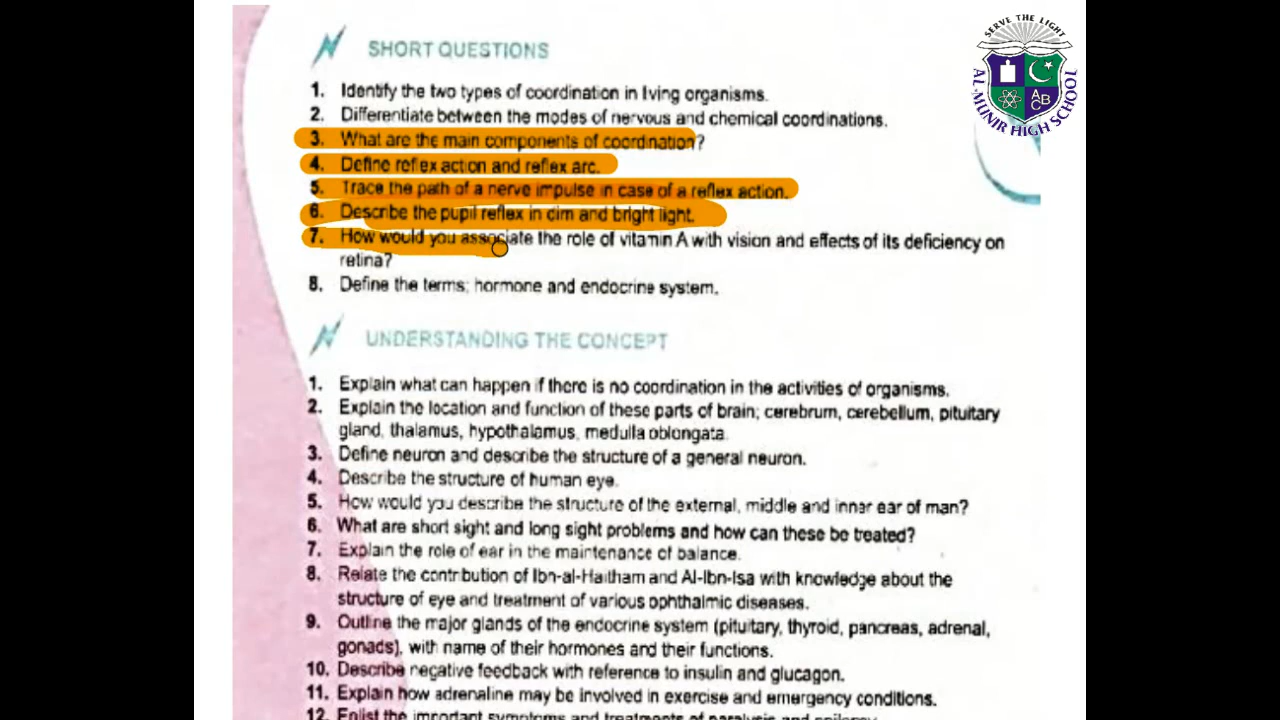 SERVE THE LIGHT
AL-MUNIR HIGH SCHOOL
A
B
C
SHORT QUESTIONS
1. Identify the two types of coordination in living organisms.
2. Differentiate between the modes of nervous and chemical coordinations.
3. What are the main components of coordination?
4. Define reflex action and reflex arc.
5. Trace the path of a nerve impulse in case of a reflex action.
6. Describe the pupil reflex in dim and bright light.
7. How would you associate the role of vitamin A with vision and effects of its deficiency on
retina?
8. Define the terms; hormone and endocrine system.
UNDERSTANDING THE CONCEPT
1. Explain what can happen if there is no coordination in the activities of organisms.
2. Explain the location and function of these parts of brain; cerebrum, cerebellum, pituitary
gland, thalamus, hypothalamus, medulla oblongata.
3. Define neuron and describe the structure of a general neuron.
4. Describe the structure of human eye.
5. How would you describe the structure of the external, middle and inner ear of man?
6. What are short sight and long sight problems and how can these be treated?
7. Explain the role of ear in the maintenance of balance.
8. Relate the contribution of Ibn-al-Haitham and Al-Ibn-Isa with knowledge about the
structure of eye and treatment of various ophthalmic diseases.
9. Outline the major glands of the endocrine system (pituitary, thyroid, pancreas, adrenal,
gonads), with name of their hormones and their functions.
10. Describe negative feedback with reference to insulin and glucagon.
11. Explain how adrenaline may be involved in exercise and emergency conditions.
12. Enlist the important symptoms and treatments of paralysis and epilepsy.